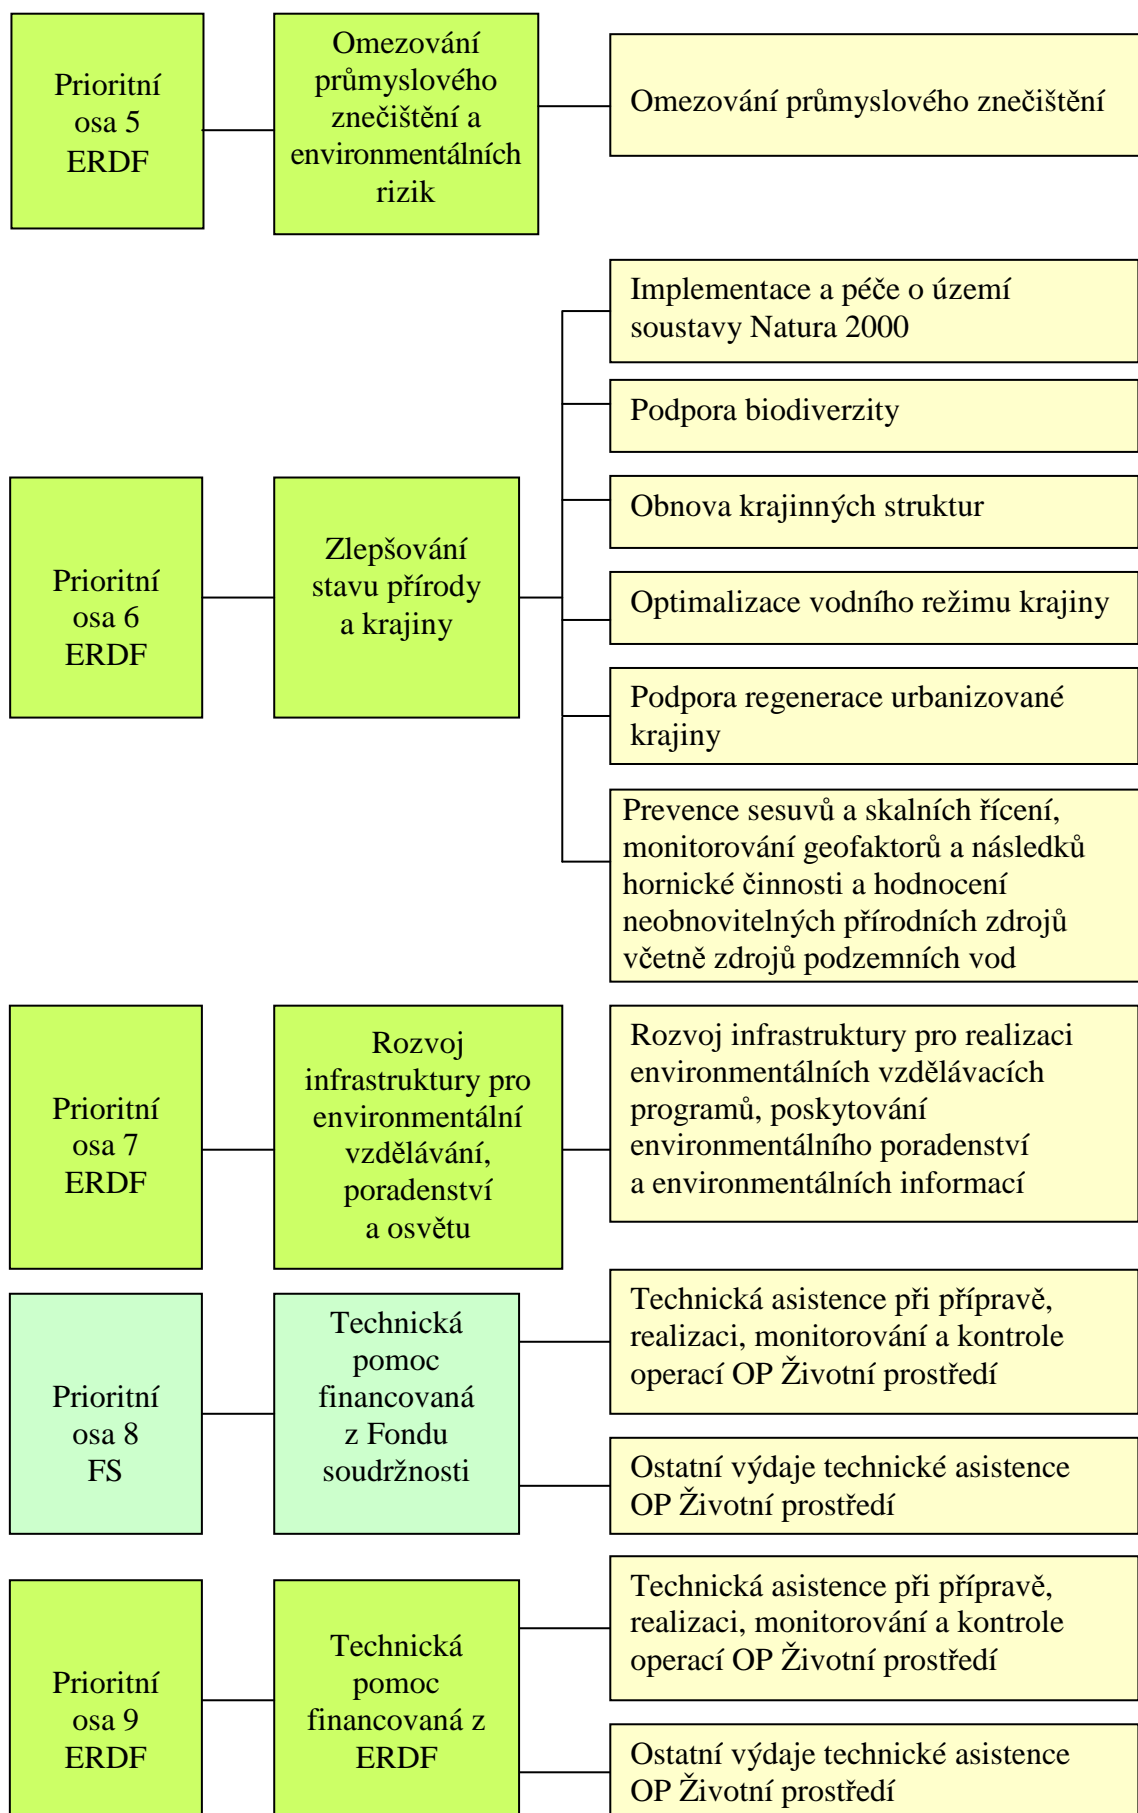 Prioritní
osa 5
ERDF
Omezování
průmyslového
znečištění a
environmentálních
rizik
Omezování průmyslového znečištění
Prioritní
osa 6
ERDF
Zlepšování
stavu přírody
a krajiny
Implementace a péče o území
soustavy Natura 2000
Podpora biodiverzity
Obnova krajinných struktur
Optimalizace vodního režimu krajiny
Podpora regenerace urbanizované
krajiny
Prevence sesuvů a skalních řícení,
monitorování geofaktorů a následků
hornické činnosti a hodnocení
neobnovitelných přírodních zdrojů
včetně zdrojů podzemních vod
Prioritní
osa 7
ERDF
Rozvoj
infrastruktury pro
environmentální
vzdělávání,
poradenství
a osvětu
Rozvoj infrastruktury pro realizaci
environmentálních vzdělávacích
programů, poskytování
environmentálního poradenství
a environmentálních informací
Prioritní
osa 8
FS
Technická
pomoc
financovaná
z Fondu
soudržnosti
Technická asistence při přípravě,
realizaci, monitorování a kontrole
operací OP Životní prostředí
Ostatní výdaje technické asistence
OP Životní prostředí
Prioritní
osa 9
ERDF
Technická
pomoc
financovaná z
ERDF
Technická asistence při přípravě,
realizaci, monitorování a kontrole
operací OP Životní prostředí
Ostatní výdaje technické asistence
OP Životní prostředí